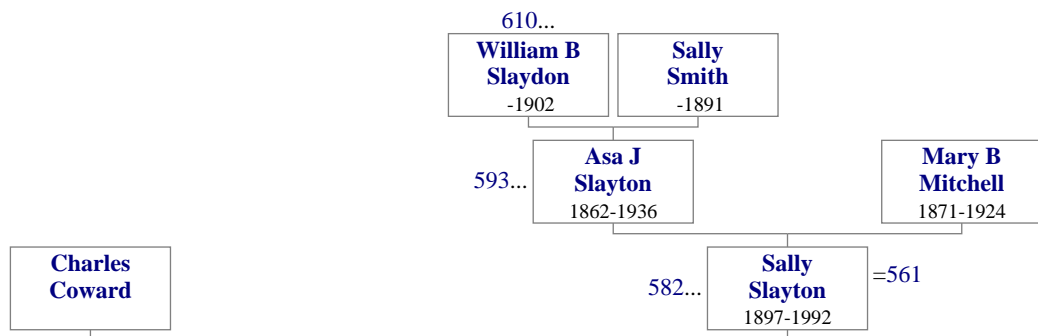 610...
William B
Slaydon
-1902
Sally
Smith
-1891
593...
Asa J
Slayton
1862-1936
Mary B
Mitchell
1871-1924
Charles
Coward
582...
Sally
Slayton
1897-1992
=561